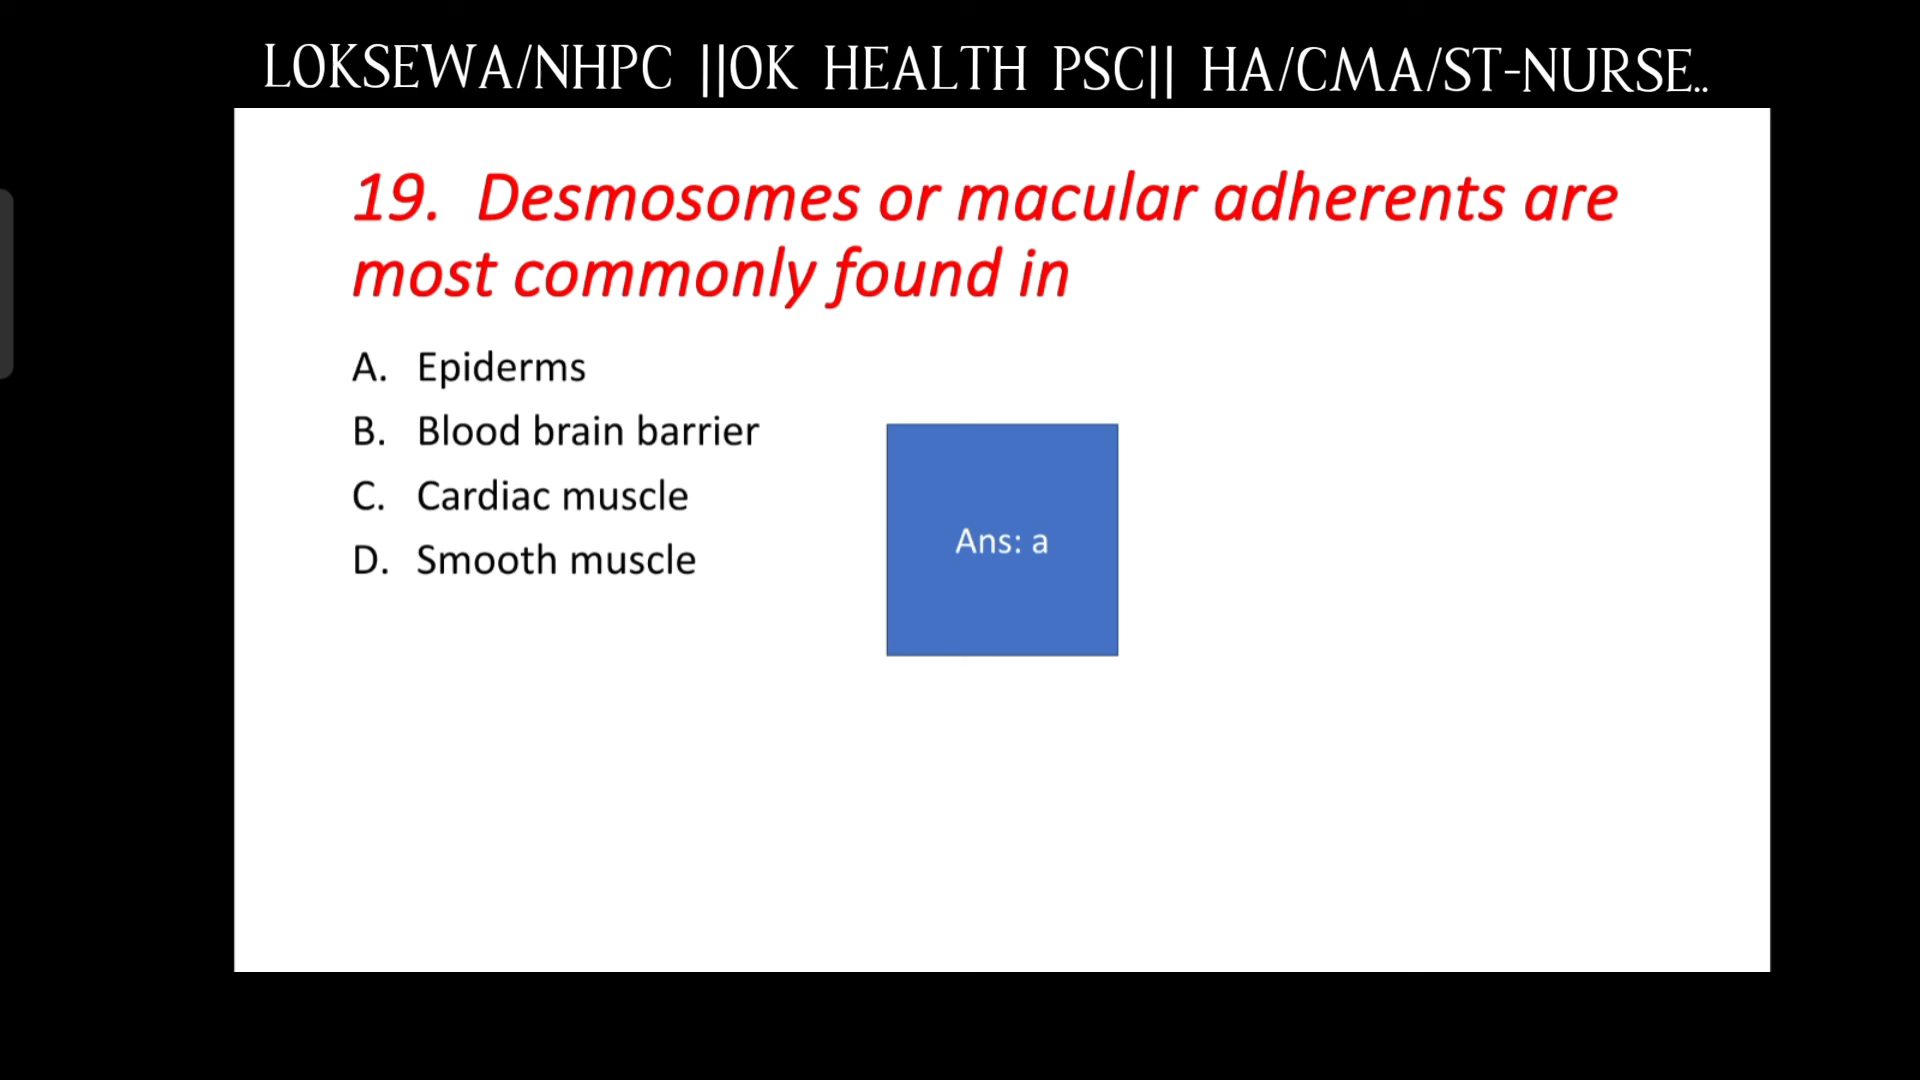 LOKSEWA/NHPC ||OK HEALTH PSC|| HA/CMA/ST-NURSE..
19. Desmosomes or macular adherents are
most commonly found in
A. Epiderms
B. Blood brain barrier
C. Cardiac muscle
D. Smooth muscle
Ans: a